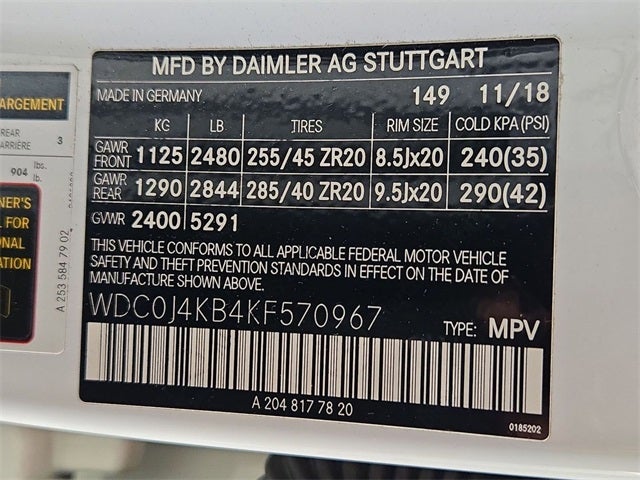 MFD BY DAIMLER AG STUTTGART
MADE IN GERMANY 149 11/18
KG LB TIRES RIM SIZE COLD KPA(PSI)
GAWR FRONT 1125 2480 255/45 ZR20 8.5Jx20 240(35)
GAWR REAR 1290 2844 285/40 ZR20 9.5Jx20 290(42)
GVWR 2400 5291
THIS VEHICLE CONFORMS TO ALL APPLICABLE FEDERAL MOTOR VEHICLE
SAFETY AND THEFT PREVENTION STANDARDS IN EFFECT ON THE DATE OF
MANUFACTURE SHOWN ABOVE.
WDC0J4KB4KF570967 TYPE: MPV
A 204 817 78 20
0185202
ARGEMENT
REAR
ARRIÈRE 3
904 lbs.
lb.
NER'S
L FOR
ONAL
ATION
A 253 584 79 02